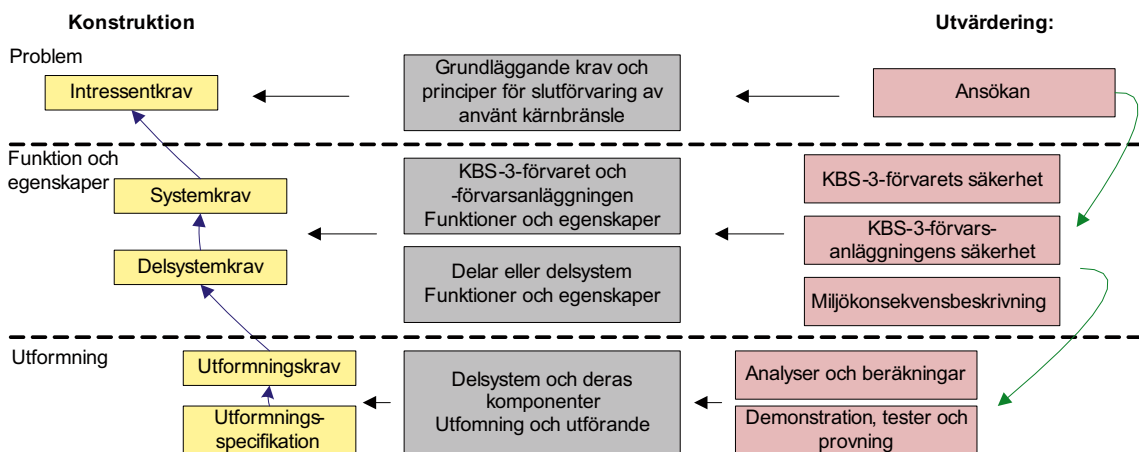 Konstruktion
Utvärdering:
Problem
Intressentkrav
Grundläggande krav och
principer för slutförvaring av
använt kärnbränsle
Ansökan
Funktion och
egenskaper
Systemkrav
Delsystemkrav
KBS-3-förvaret och
-förvarsanläggningen
Funktioner och egenskaper
Delar eller delsystem
Funktioner och egenskaper
KBS-3-förvarets säkerhet
KBS-3-förvars-
anläggningens säkerhet
Miljökonsekvensbeskrivning
Utformning
Utformningskrav
Utformnings-
specifikation
Delsystem och deras
komponenter
Utfomning och utförande
Analyser och beräkningar
Demonstration, tester och
provning